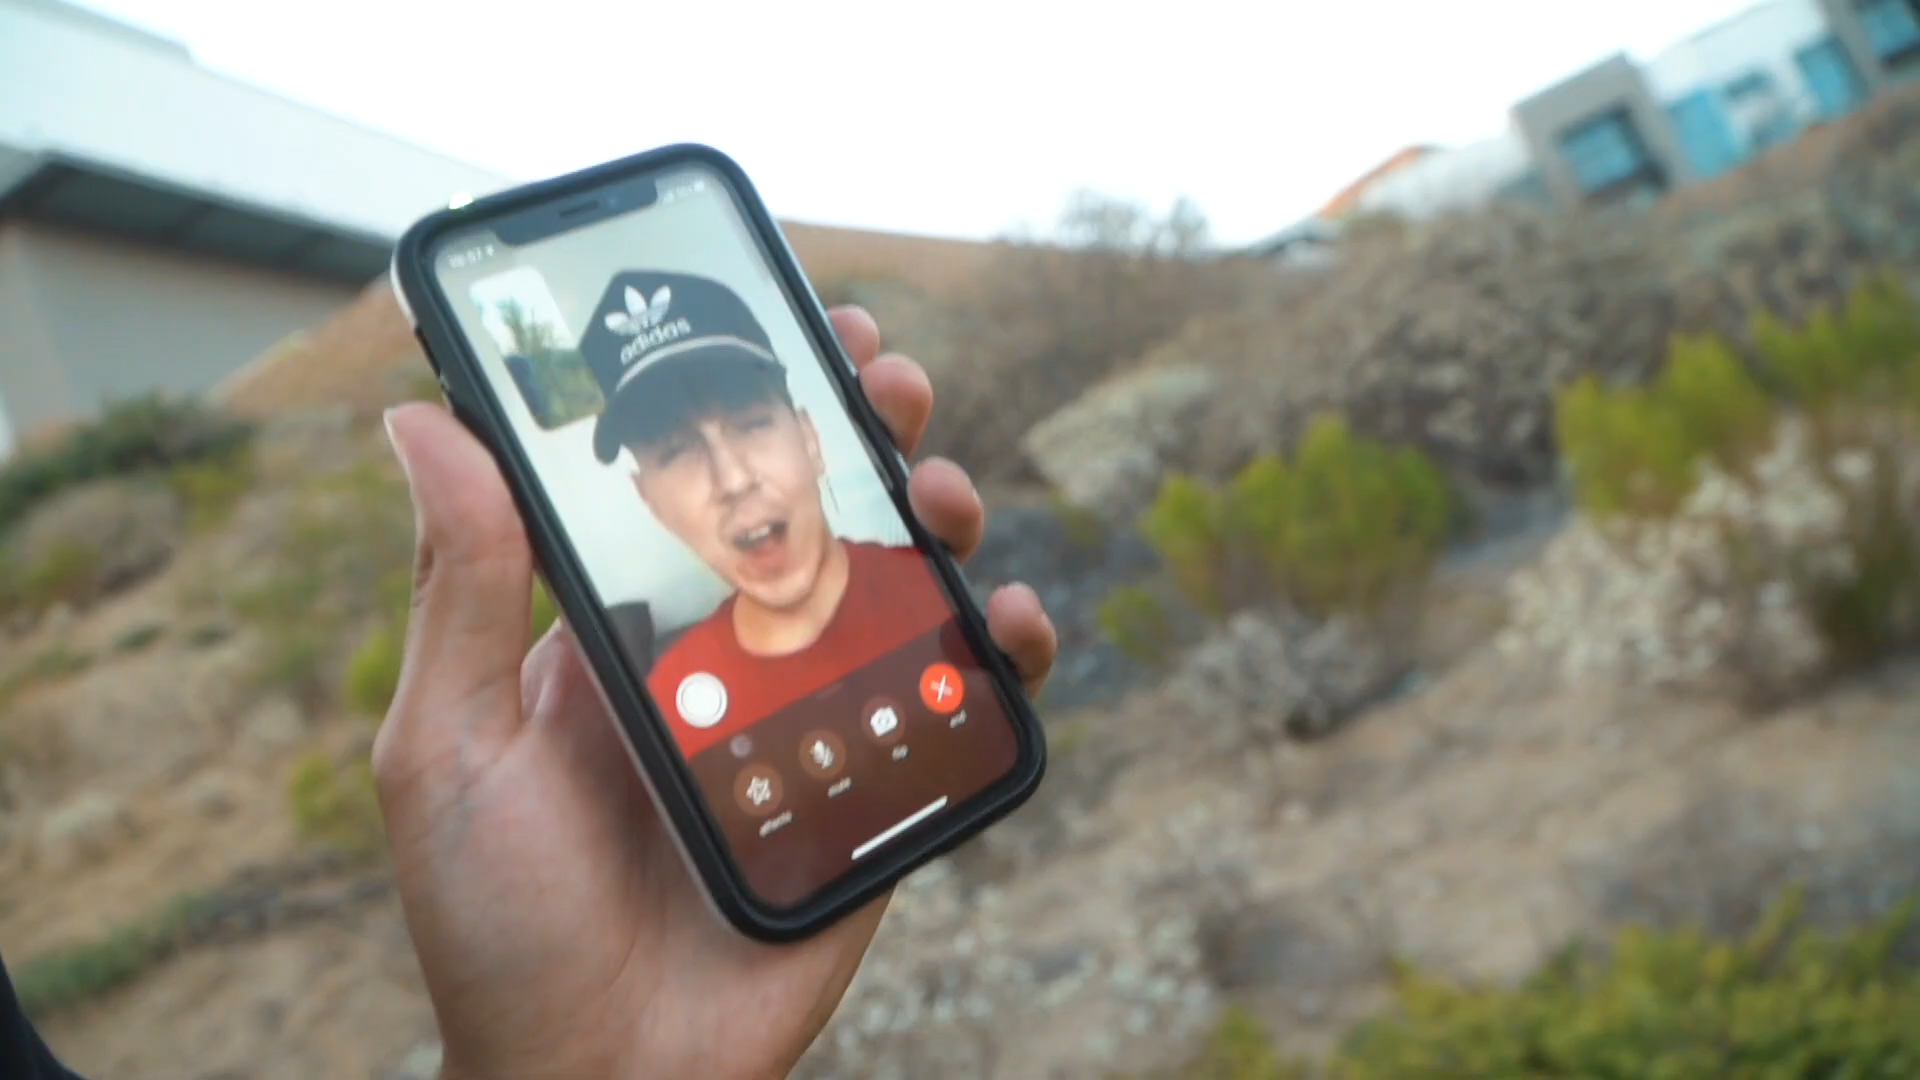 adidas
effects
mute
flip
end